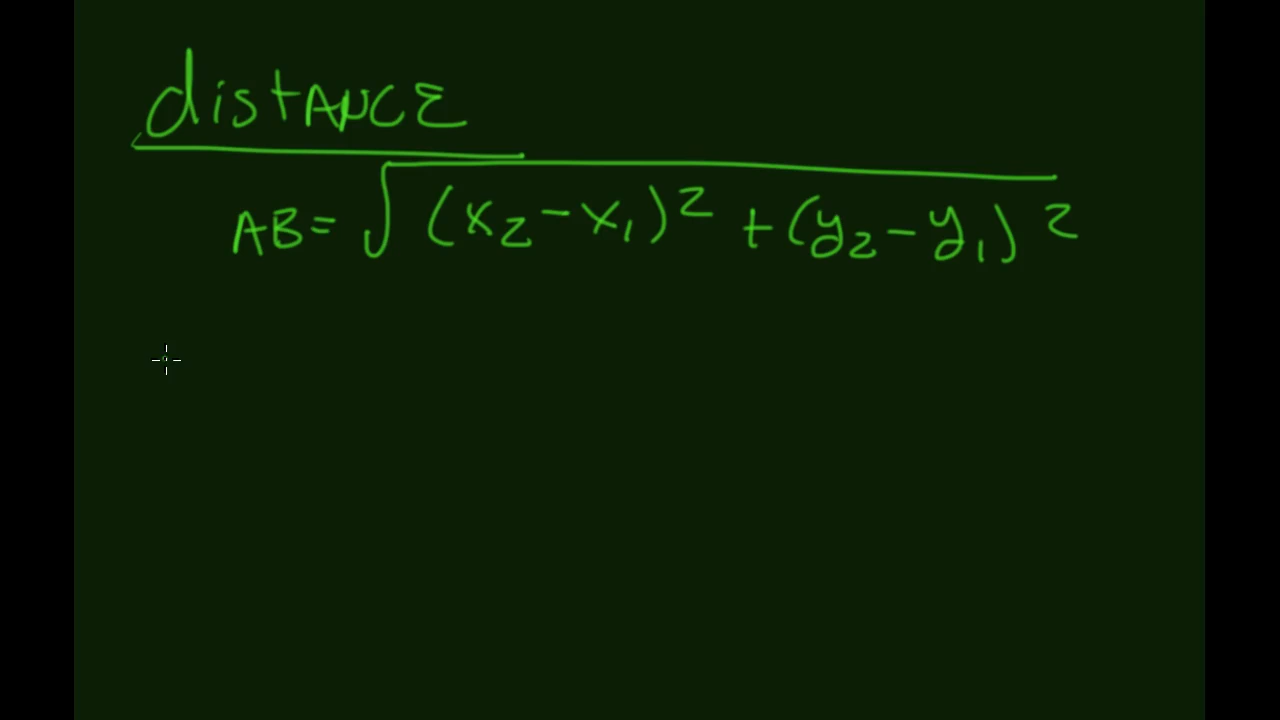 distANCE
AB = √(x₂ - x₁)² + (y₂ - y₁)²